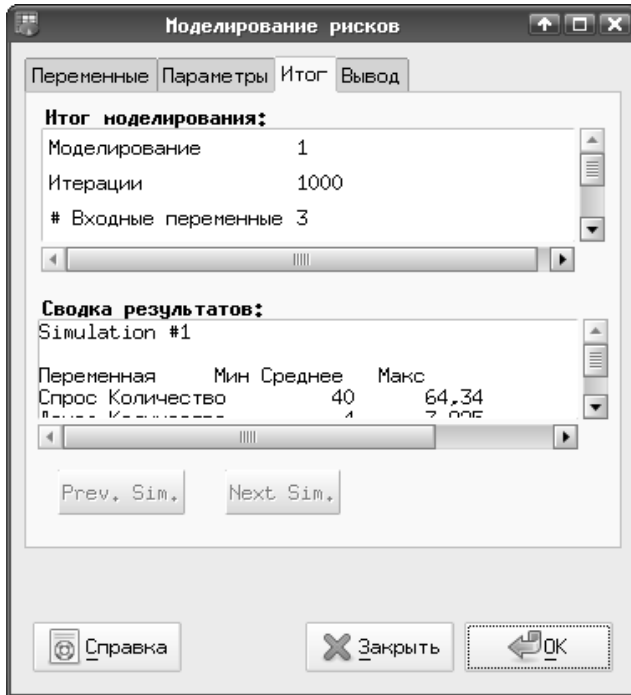 Моделирование рисков
Переменные Параметры Итог Вывод
Итог моделирования:
Моделирование 1
Итерации 1000
# Входные переменные 3
Сводка результатов:
Simulation #1
Переменная Мин Среднее Макс
Спрос Количество 40 64,34
Количество
Prev. Sim. Next Sim.
Справка Закрыть OK